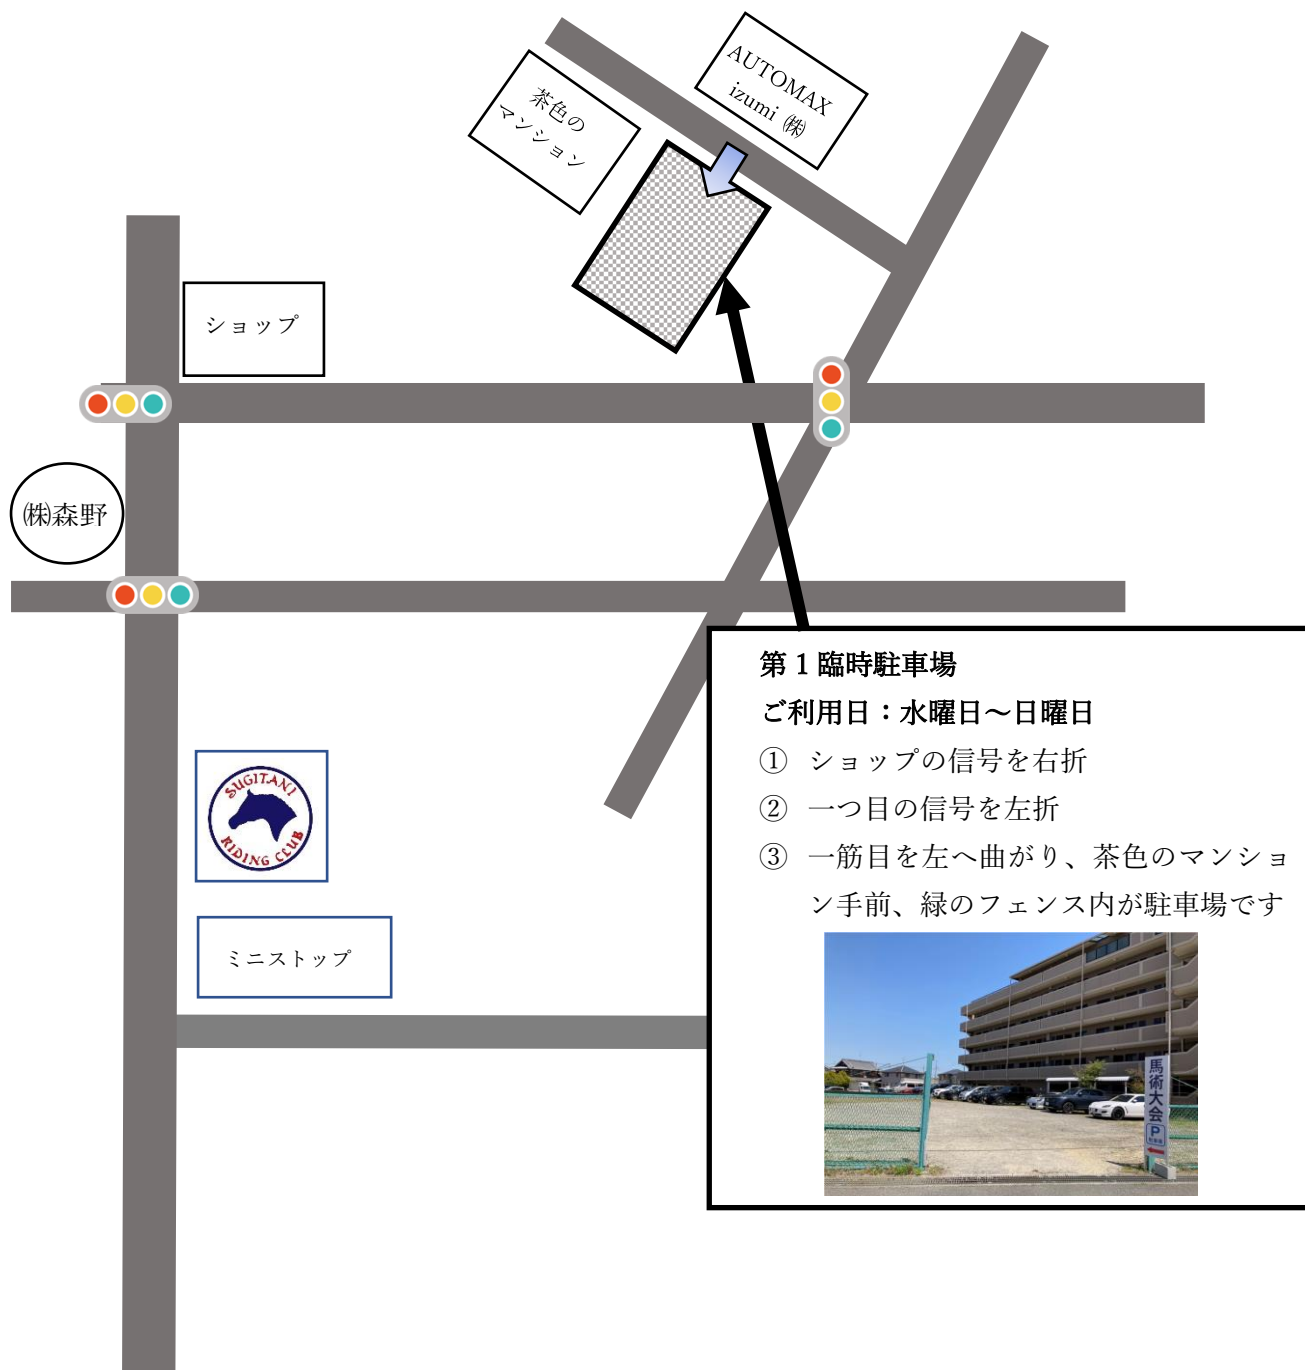 AUTOMAX
izumi ㈱
茶色の
マンション
ショップ
㈱森野
第１臨時駐車場
ご利用日：水曜日～日曜日
① ショップの信号を右折
② 一つ目の信号を左折
③ 一筋目を左へ曲がり、茶色のマンショ
ン手前、緑のフェンス内が駐車場です
SUGITANI
RIDING CLUB
ミニストップ
馬術大会
P